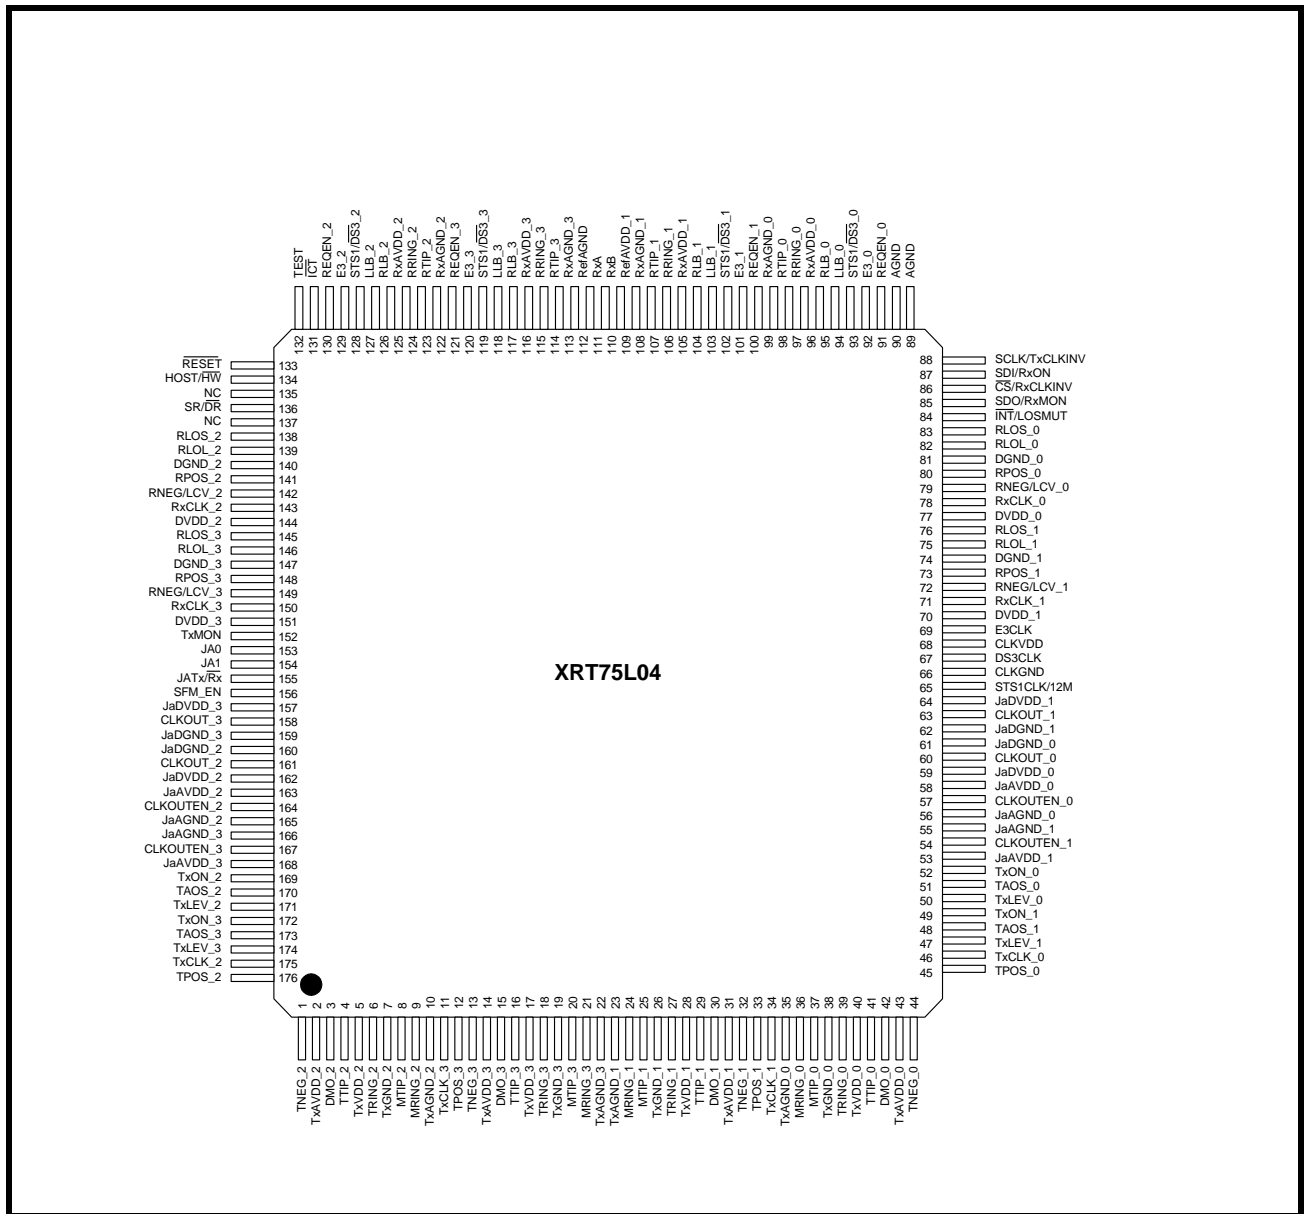 TEST
ICT
REQEN_2
E3_2
STS1/DS3_2
LLB_2
RLB_2
RxAVDD_2
RRING_2
RTIP_2
RxAGND_2
REQEN_3
E3_3
STS1/DS3_3
LLB_3
RLB_3
RxAVDD_3
RRING_3
RTIP_3
RxAGND_3
RefAGND
RxA
RxB
RefAVDD_1
RxAGND_1
RTIP_1
RRING_1
RxAVDD_1
RLB_1
LLB_1
STS1/DS3_1
E3_1
REQEN_1
RxAGND_0
RTIP_0
RRING_0
RxAVDD_0
RLB_0
LLB_0
STS1/DS3_0
E3_0
REQEN_0
AGND
AGND
132
131
130
129
128
127
126
125
124
123
122
121
120
119
118
117
116
115
114
113
112
111
110
109
108
107
106
105
104
103
102
101
100
99
98
97
96
95
94
93
92
91
90
89
RESET 133
HOST/HW 134
NC 135
SR/DR 136
NC 137
RLOS_2 138
RLOL_2 139
DGND_2 140
RPOS_2 141
RNEG/LCV_2 142
RxCLK_2 143
DVDD_2 144
RLOS_3 145
RLOL_3 146
DGND_3 147
RPOS_3 148
RNEG/LCV_3 149
RxCLK_3 150
DVDD_3 151
TxMON 152
JA0 153
JA1 154
JATx/Rx 155
SFM_EN 156
JaDVDD_3 157
CLKOUT_3 158
JaDGND_3 159
JaDGND_2 160
CLKOUT_2 161
JaDVDD_2 162
JaAVDD_2 163
CLKOUTEN_2 164
JaAGND_2 165
JaAGND_3 166
CLKOUTEN_3 167
JaAVDD_3 168
TxON_2 169
TAOS_2 170
TxLEV_2 171
TxON_3 172
TAOS_3 173
TxLEV_3 174
TxCLK_2 175
TPOS_2 176
XRT75L04
88 SCLK/TxCLKINV
87 SDI/RxON
86 CS/RxCLKINV
85 SDO/RxMON
84 INT/LOSMUT
83 RLOS_0
82 RLOL_0
81 DGND_0
80 RPOS_0
79 RNEG/LCV_0
78 RxCLK_0
77 DVDD_0
76 RLOS_1
75 RLOL_1
74 DGND_1
73 RPOS_1
72 RNEG/LCV_1
71 RxCLK_1
70 DVDD_1
69 E3CLK
68 CLKVDD
67 DS3CLK
66 CLKGND
65 STS1CLK/12M
64 JaDVDD_1
63 CLKOUT_1
62 JaDGND_1
61 JaDGND_0
60 CLKOUT_0
59 JaDVDD_0
58 JaAVDD_0
57 CLKOUTEN_0
56 JaAGND_0
55 JaAGND_1
54 CLKOUTEN_1
53 JaAVDD_1
52 TxON_0
51 TAOS_0
50 TxLEV_0
49 TxON_1
48 TAOS_1
47 TxLEV_1
46 TxCLK_0
45 TPOS_0
1
2
3
4
5
6
7
8
9
10
11
12
13
14
15
16
17
18
19
20
21
22
23
24
25
26
27
28
29
30
31
32
33
34
35
36
37
38
39
40
41
42
43
44
TNEG_2
TxAVDD_2
DMO_2
TTIP_2
TxVDD_2
TRING_2
TxGND_2
MTIP_2
MRING_2
TxAGND_2
TxCLK_3
TPOS_3
TNEG_3
TxAVDD_3
DMO_3
TTIP_3
TxVDD_3
TRING_3
TxGND_3
MTIP_3
MRING_3
TxAGND_3
TxAGND_1
MRING_1
MTIP_1
TxGND_1
TRING_1
TxVDD_1
TTIP_1
DMO_1
TxAVDD_1
TNEG_1
TPOS_1
TxCLK_1
TxAGND_0
MRING_0
MTIP_0
TxGND_0
TRING_0
TxVDD_0
TTIP_0
DMO_0
TxAVDD_0
TNEG_0